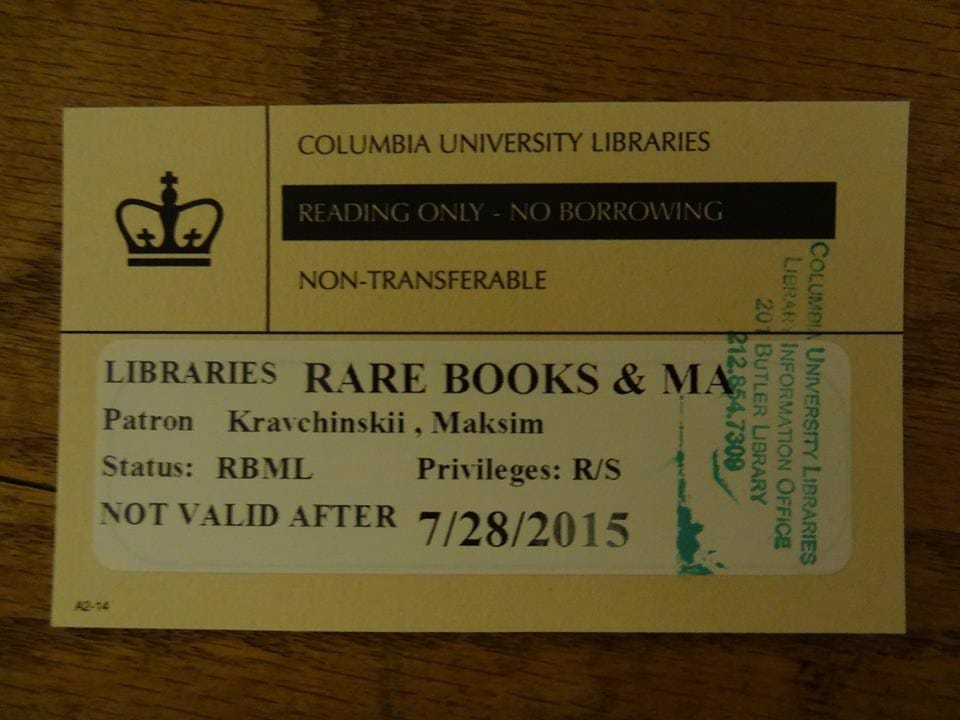 COLUMBIA UNIVERSITY LIBRARIES
READING ONLY - NO BORROWING
NON-TRANSFERABLE
LIBRARIES RARE BOOKS & MA
Patron Kravchinskii , Maksim
Status: RBML Privileges: R/S
NOT VALID AFTER 7/28/2015
A2-14
COLUMBIA UNIVERSITY LIBRARIES
LIBRARY INFORMATION OFFICE
201 BUTLER LIBRARY
212.854.7309